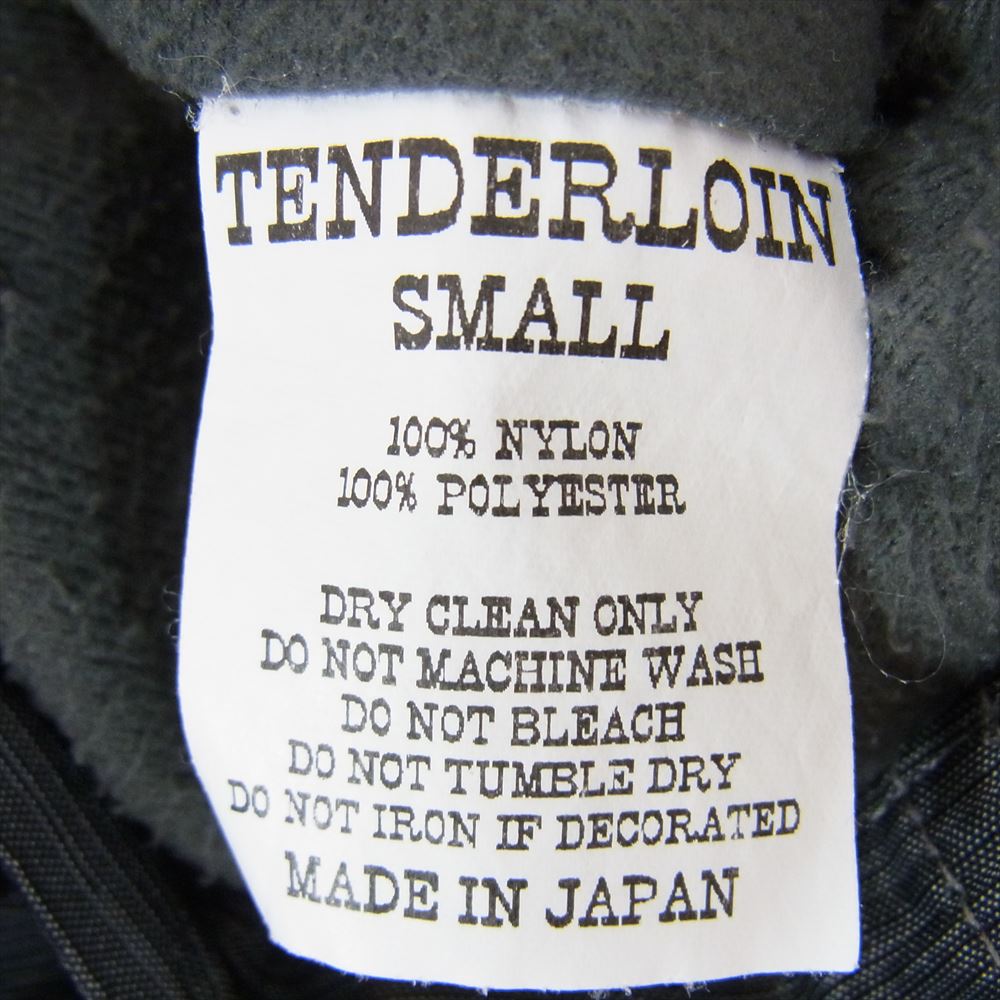 TENDERLOIN
SMALL
100% NYLON
100% POLYESTER
DRY CLEAN ONLY
DO NOT MACHINE WASH
DO NOT BLEACH
DO NOT TUMBLE DRY
DO NOT IRON IF DECORATED
MADE IN JAPAN